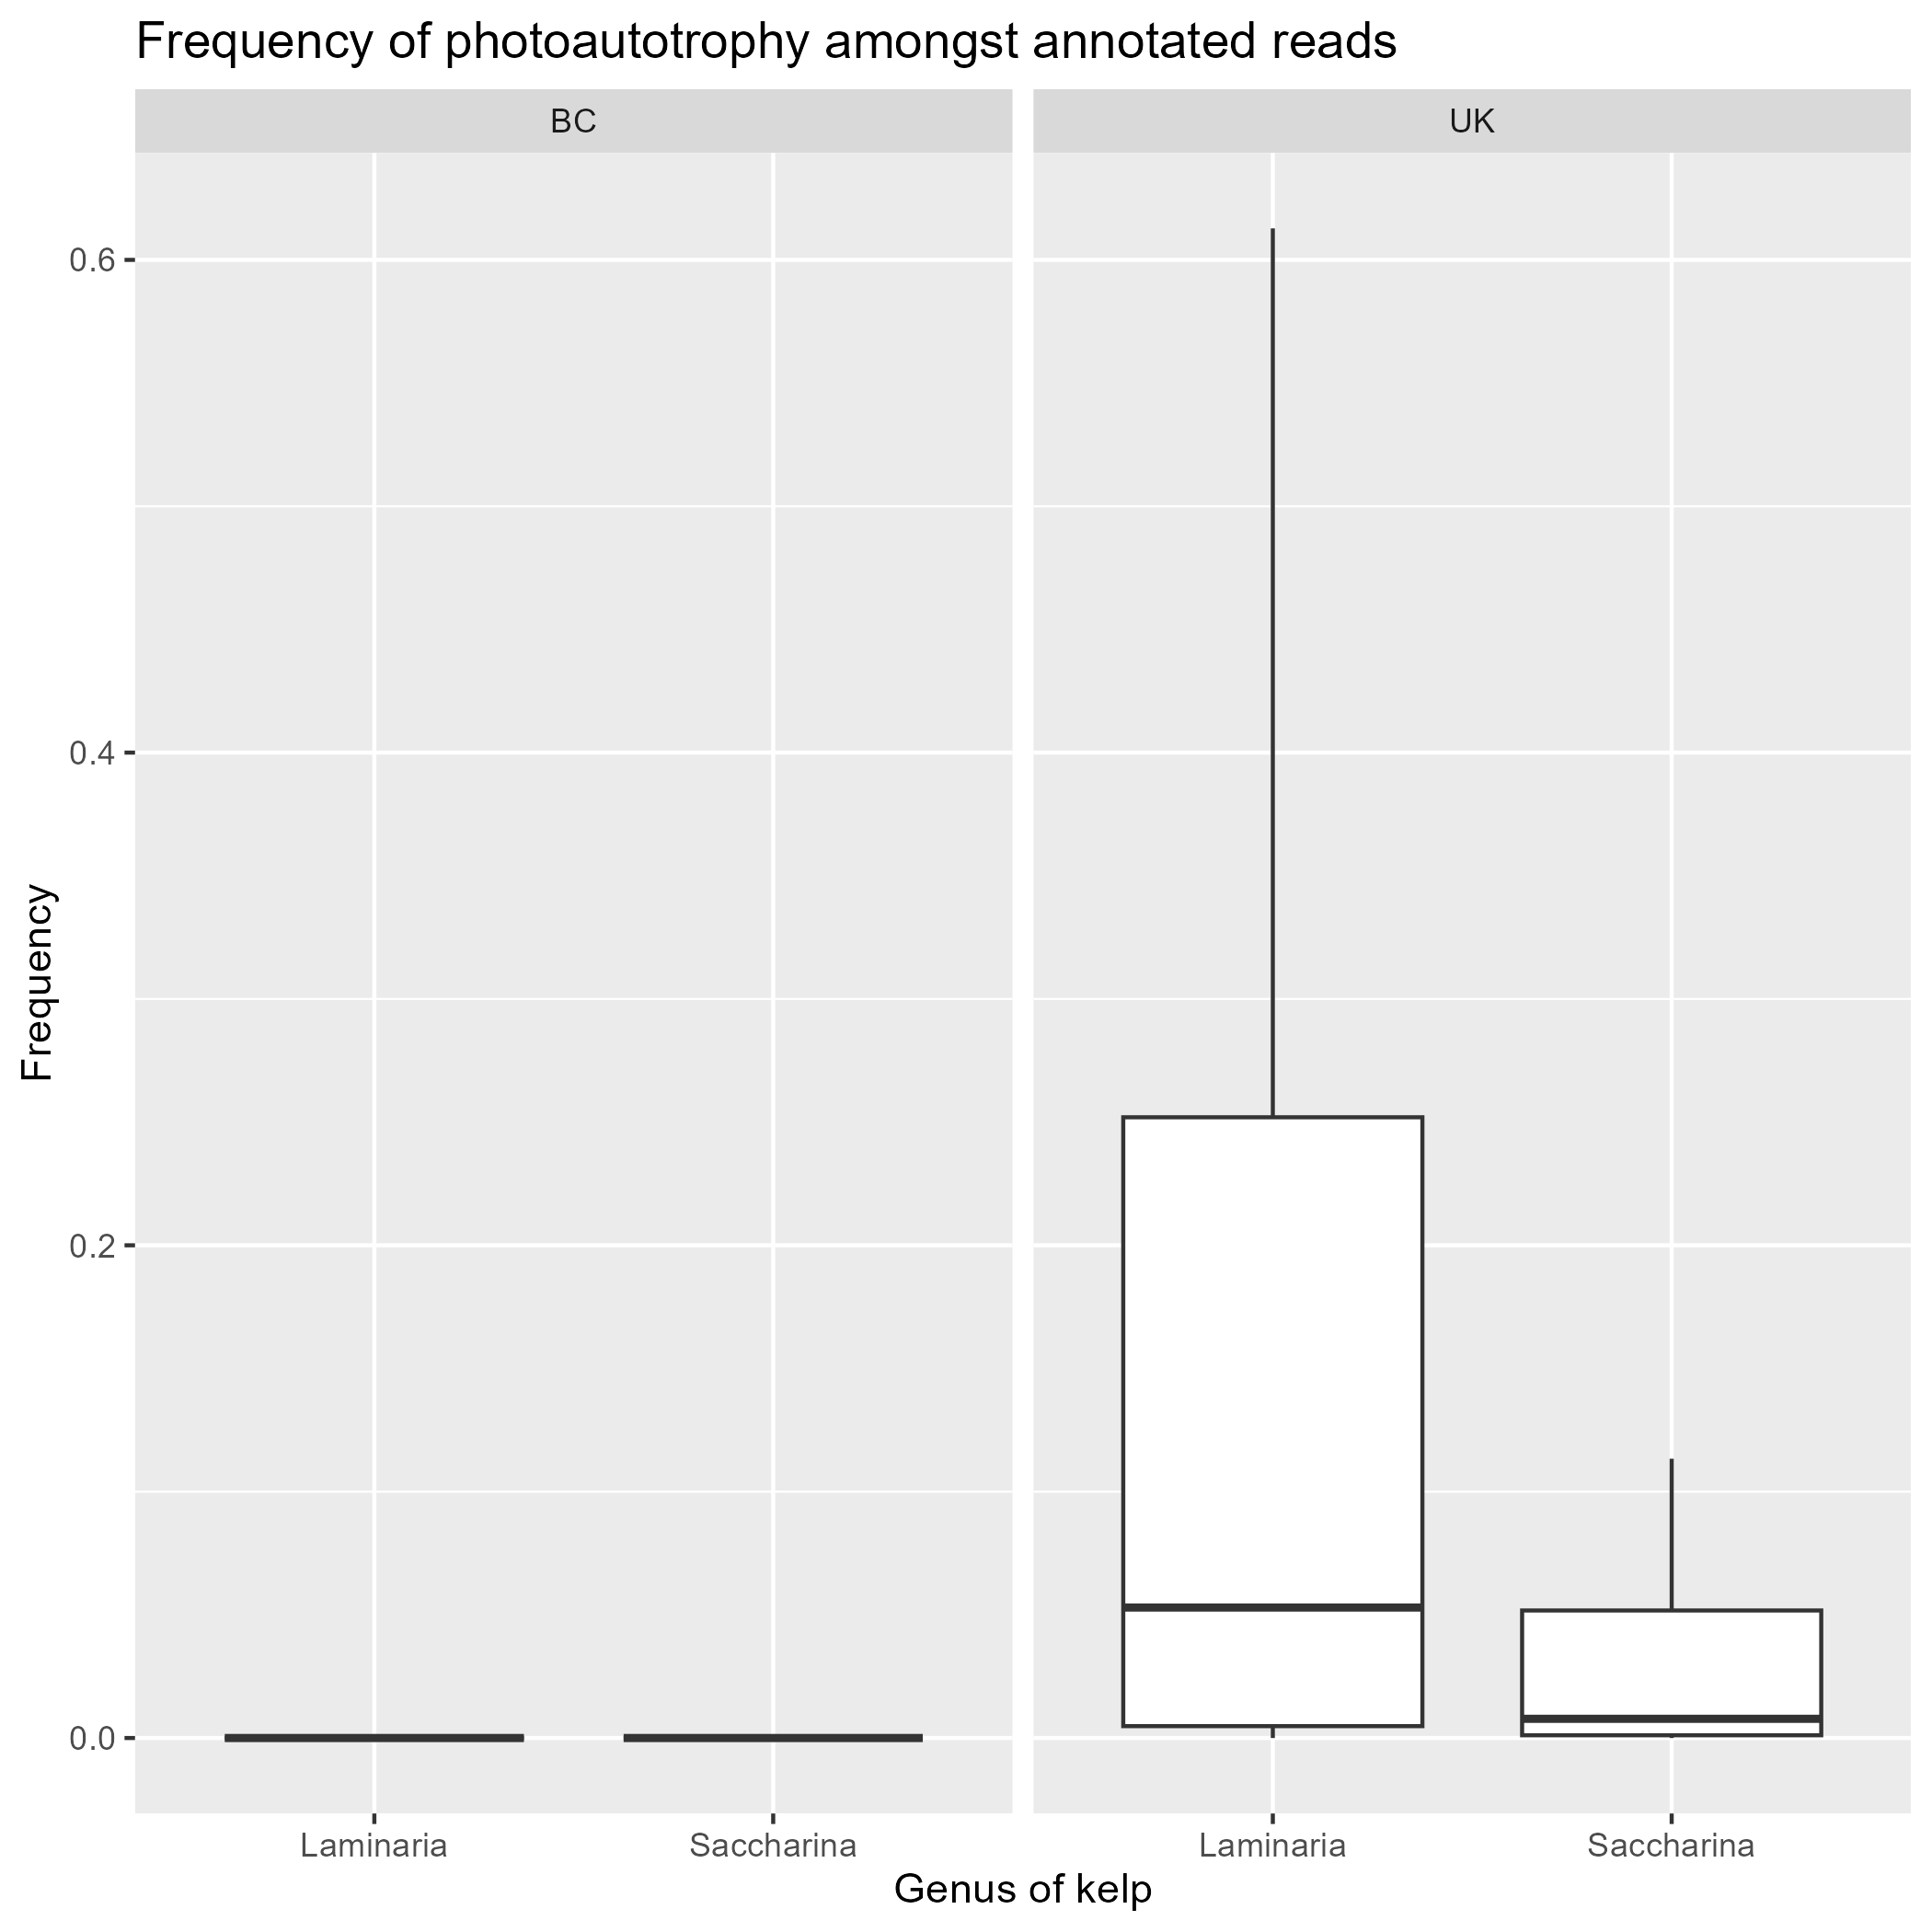 Frequency of photoautotrophy amongst annotated reads
BC
UK
0.6
0.4
0.2
0.0
Frequency
Laminaria
Saccharina
Laminaria
Saccharina
Genus of kelp